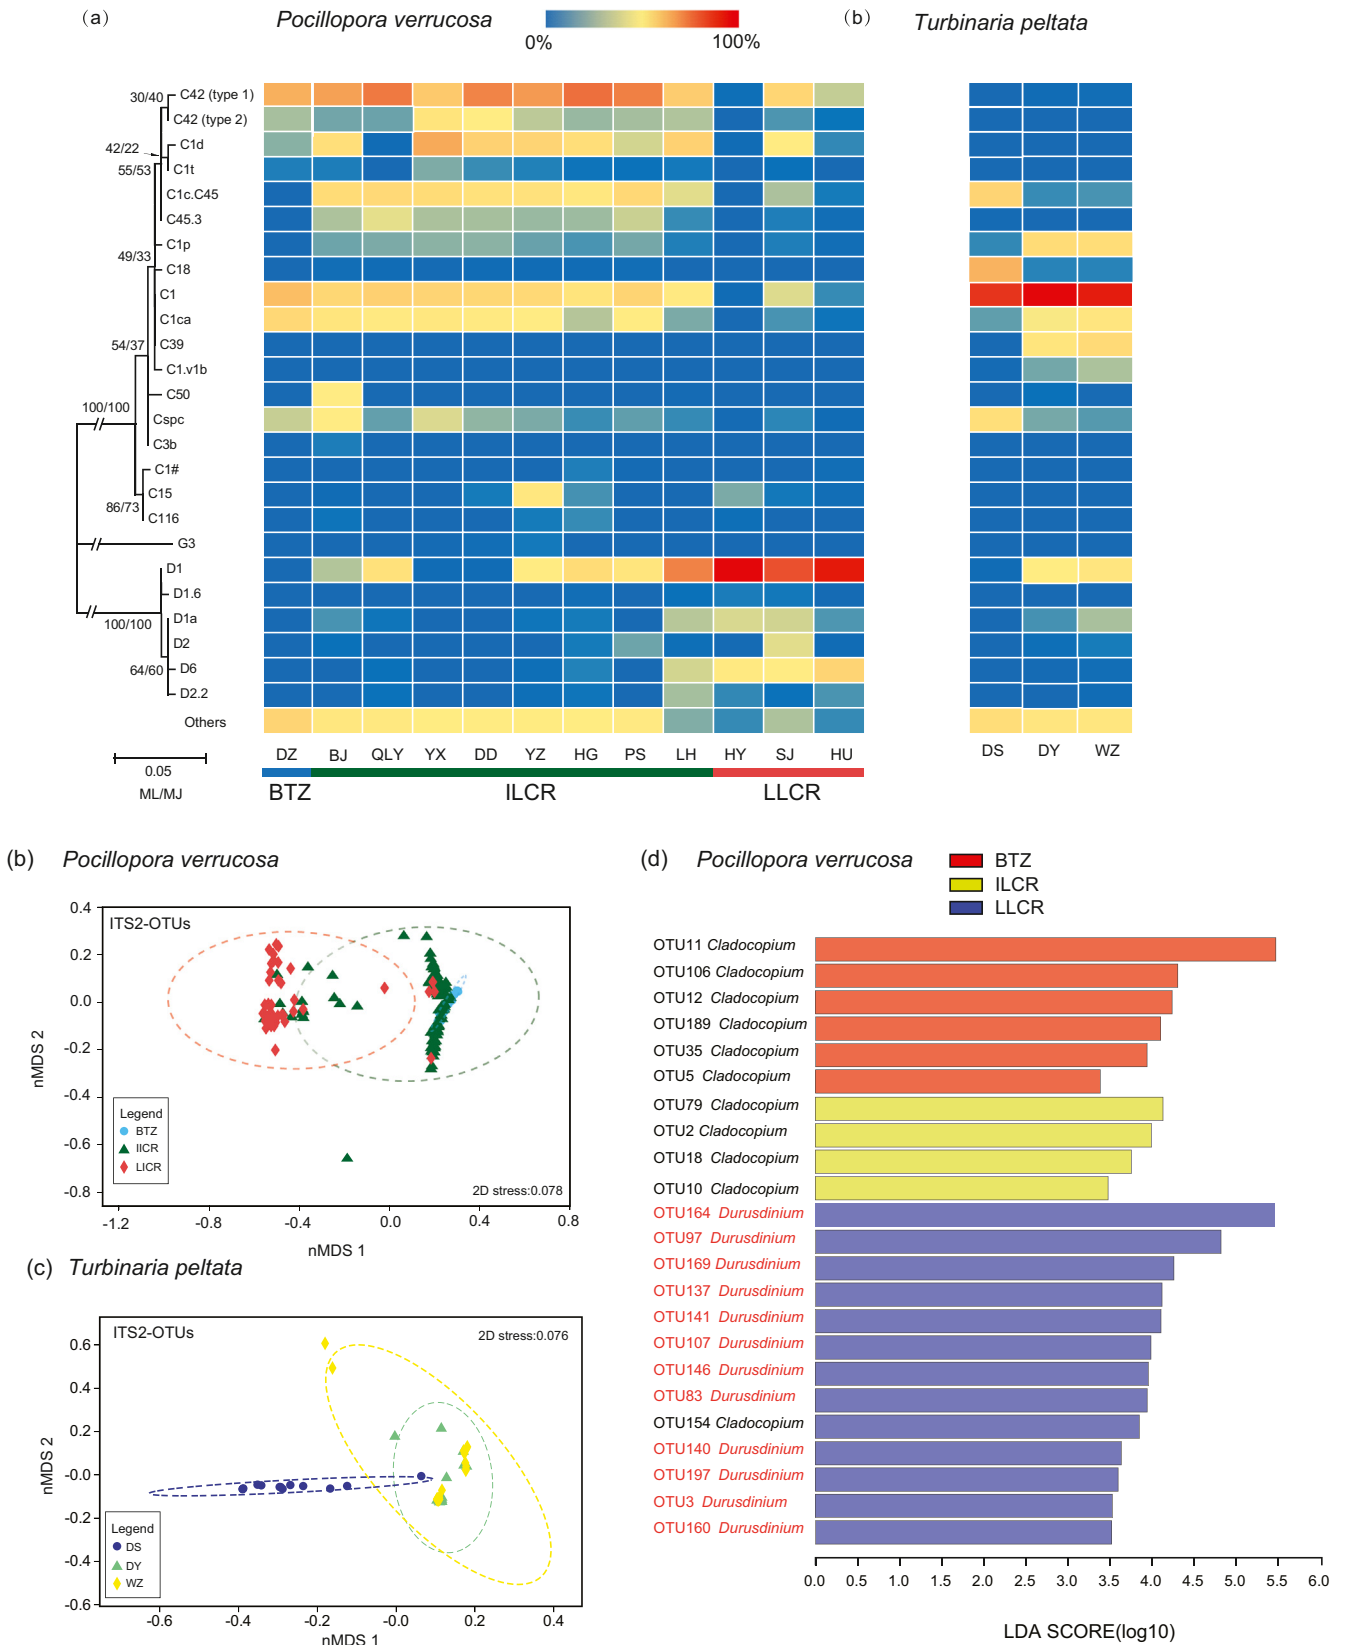 (a)
Pocillopora verrucosa
0%
100%
(b)
Turbinaria peltata
30/40
C42 (type 1)
C42 (type 2)
42/22
C1d
55/53
C1t
C1c.C45
C45.3
C1p
49/33
C18
C1
C1ca
54/37
C39
C1.v1b
C50
100/100
Cspc
C3b
C1#
C15
86/73
C116
G3
D1
D1.6
D1a
100/100
D2
64/60
D6
D2.2
Others
DZ BJ QLY YX DD YZ HG PS LH HY SJ HU
DS DY WZ
0.05
ML/MJ
BTZ ILCR LLCR
(b) Pocillopora verrucosa
ITS2-OTUs
0.4
0.2
0.0
-0.2
-0.4
-0.6
-0.8
nMDS 2
Legend
BTZ
IICR
LICR
2D stress:0.078
-1.2 -0.8 -0.4 0.0 0.4 0.8
nMDS 1
(c) Turbinaria peltata
ITS2-OTUs
2D stress:0.076
0.6
0.4
0.2
-0.0
-0.2
-0.4
-0.6
nMDS 2
Legend
DS
DY
WZ
-0.6 -0.4 -0.2 -0.0 0.2 0.4
nMDS 1
(d) Pocillopora verrucosa
BTZ
ILCR
LLCR
OTU11 Cladocopium
OTU106 Cladocopium
OTU12 Cladocopium
OTU189 Cladocopium
OTU35 Cladocopium
OTU5 Cladocopium
OTU79 Cladocopium
OTU2 Cladocopium
OTU18 Cladocopium
OTU10 Cladocopium
OTU164 Durusdinium
OTU97 Durusdinium
OTU169 Durusdinium
OTU137 Durusdinium
OTU141 Durusdinium
OTU107 Durusdinium
OTU146 Durusdinium
OTU83 Durusdinium
OTU154 Cladocopium
OTU140 Durusdinium
OTU197 Durusdinium
OTU3 Durusdinium
OTU160 Durusdinium
0.0 0.5 1.0 1.5 2.0 2.5 3.0 3.5 4.0 4.5 5.0 5.5 6.0
LDA SCORE(log10)